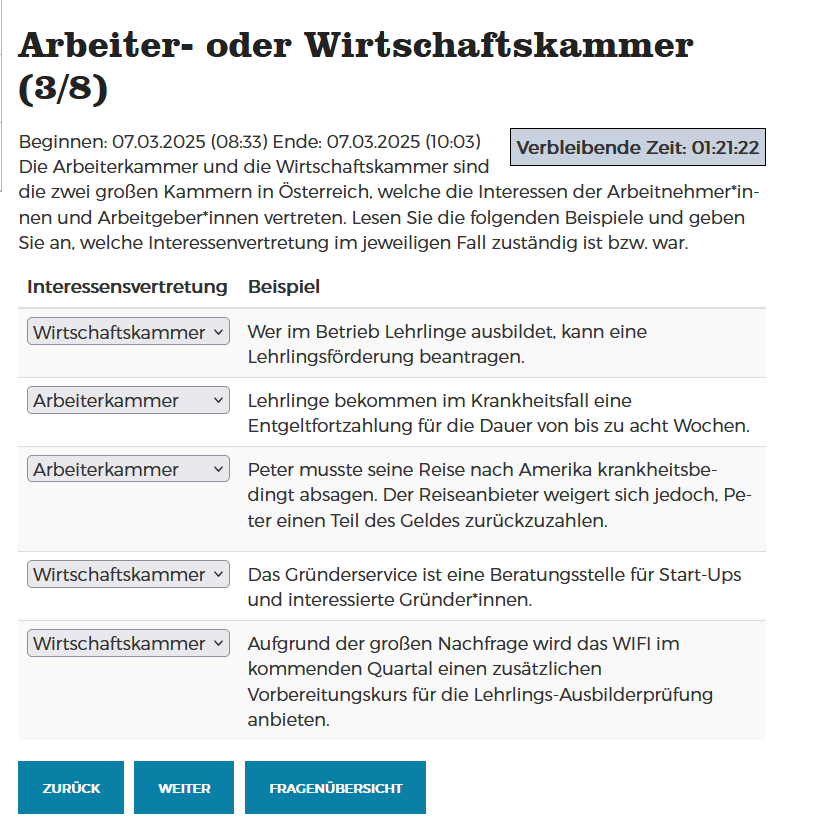 Arbeiter- oder Wirtschaftskammer
(3/8)
Beginnen: 07.03.2025 (08:33) Ende: 07.03.2025 (10:03)
Verbleibende Zeit: 01:21:22
Die Arbeiterkammer und die Wirtschaftskammer sind
die zwei großen Kammern in Österreich, welche die Interessen der Arbeitnehmer*in-
nen und Arbeitgeber*innen vertreten. Lesen Sie die folgenden Beispiele und geben
Sie an, welche Interessenvertretung im jeweiligen Fall zuständig ist bzw. war.
Interessensvertretung Beispiel
Wirtschaftskammer Wer im Betrieb Lehrlinge ausbildet, kann eine
Lehrlingsförderung beantragen.
Arbeiterkammer Lehrlinge bekommen im Krankheitsfall eine
Entgeltfortzahlung für die Dauer von bis zu acht Wochen.
Arbeiterkammer Peter musste seine Reise nach Amerika krankheitsbe-
dingt absagen. Der Reiseanbieter weigert sich jedoch, Pe-
ter einen Teil des Geldes zurückzuzahlen.
Wirtschaftskammer Das Gründerservice ist eine Beratungsstelle für Start-Ups
und interessierte Gründer*innen.
Wirtschaftskammer Aufgrund der großen Nachfrage wird das WIFI im
kommenden Quartal einen zusätzlichen
Vorbereitungskurs für die Lehrlings-Ausbilderprüfung
anbieten.
ZURÜCK WEITER FRAGENÜBERSICHT